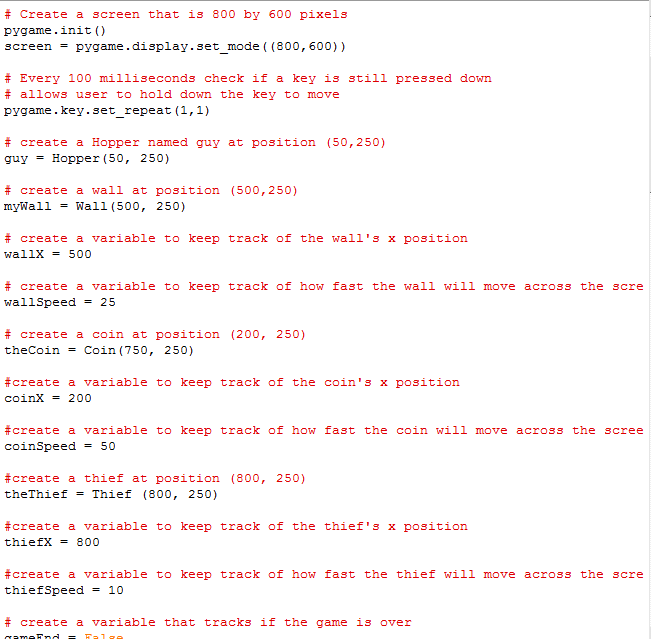 # Create a screen that is 800 by 600 pixels
pygame.init()
screen = pygame.display.set_mode((800,600))
# Every 100 milliseconds check if a key is still pressed down
# allows user to hold down the key to move
pygame.key.set_repeat(1,1)
# create a Hopper named guy at position (50,250)
guy = Hopper(50, 250)
# create a wall at position (500,250)
myWall = Wall(500, 250)
# create a variable to keep track of the wall's x position
wallX = 500
# create a variable to keep track of how fast the wall will move across the scre
wallSpeed = 25
# create a coin at position (200, 250)
theCoin = Coin(750, 250)
#create a variable to keep track of the coin's x position
coinX = 200
#create a variable to keep track of how fast the coin will move across the scree
coinSpeed = 50
#create a thief at position (800, 250)
theThief = Thief (800, 250)
#create a variable to keep track of the thief's x position
thiefX = 800
#create a variable to keep track of how fast the thief will move across the scre
thiefSpeed = 10
# create a variable that tracks if the game is over
gameEnd = False